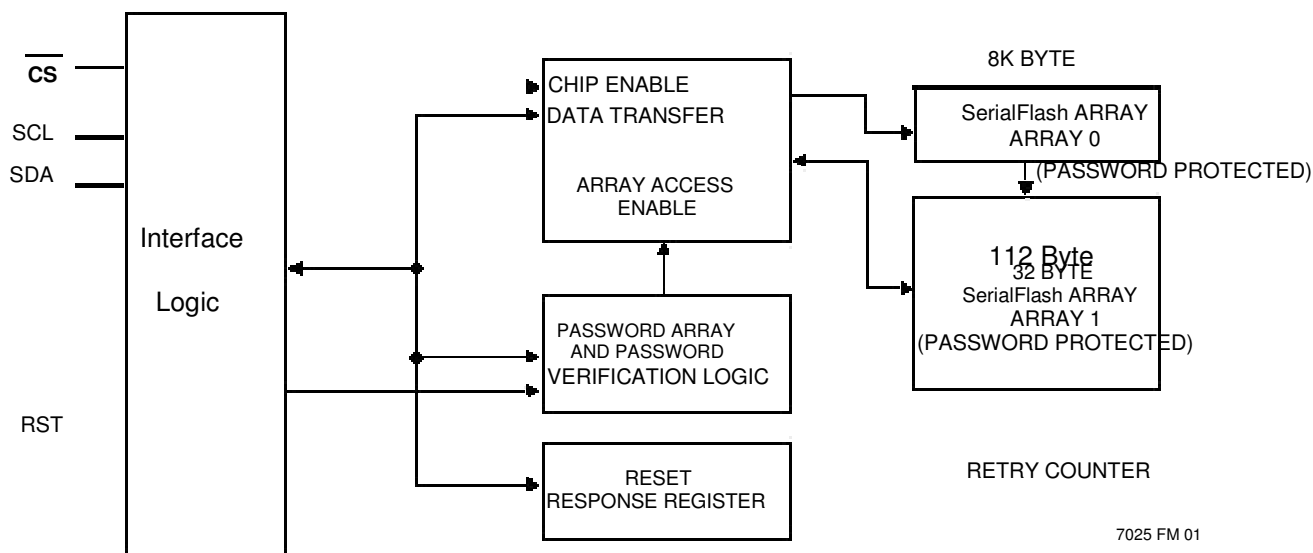 CS
SCL
SDA
RST
Interface
Logic
CHIP ENABLE
DATA TRANSFER
ARRAY ACCESS
ENABLE
PASSWORD ARRAY
AND PASSWORD
VERIFICATION LOGIC
RESET
RESPONSE REGISTER
8K BYTE
SerialFlash ARRAY
ARRAY 0
(PASSWORD PROTECTED)
112 Byte
32 BYTE
SerialFlash ARRAY
ARRAY 1
(PASSWORD PROTECTED)
RETRY COUNTER
7025 FM 01